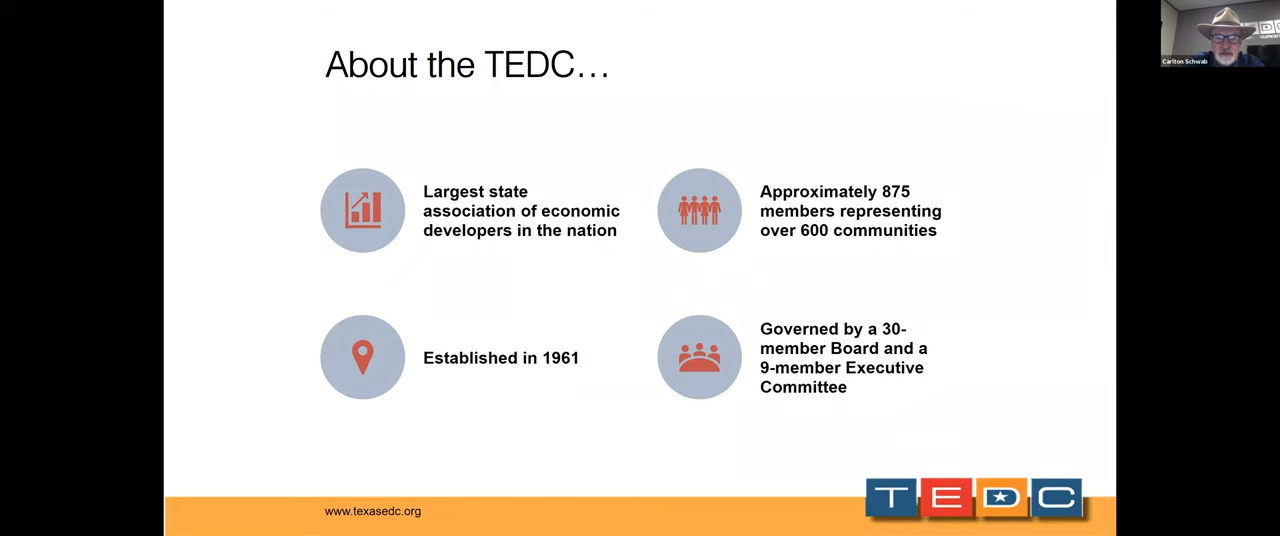 About the TEDC…
Largest state
association of economic
developers in the nation
Approximately 875
members representing
over 600 communities
Established in 1961
Governed by a 30-
member Board and a
9-member Executive
Committee
www.texasedc.org
TEDC
Carlton Schwab